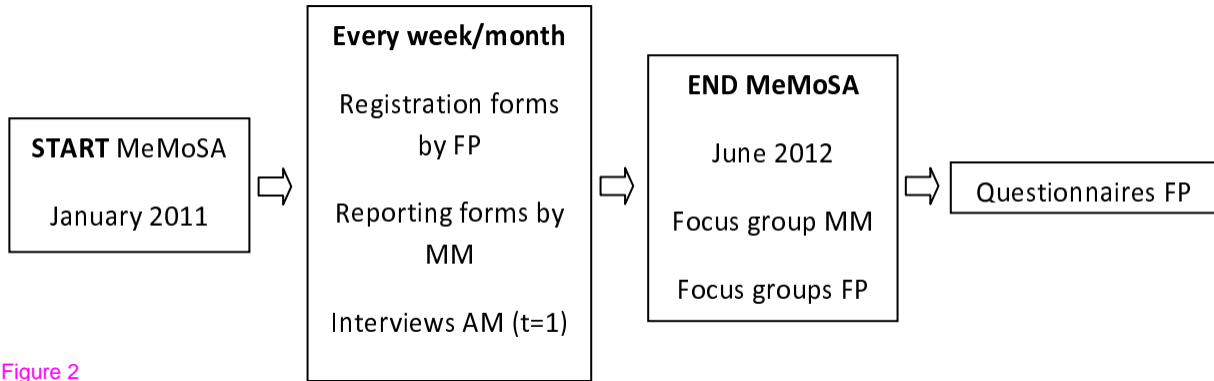 START MeMoSA
January 2011
Every week/month
Registration forms
by FP
Reporting forms by
MM
Interviews AM (t=1)
END MeMoSA
June 2012
Focus group MM
Focus groups FP
Questionnaires FP
Figure 2